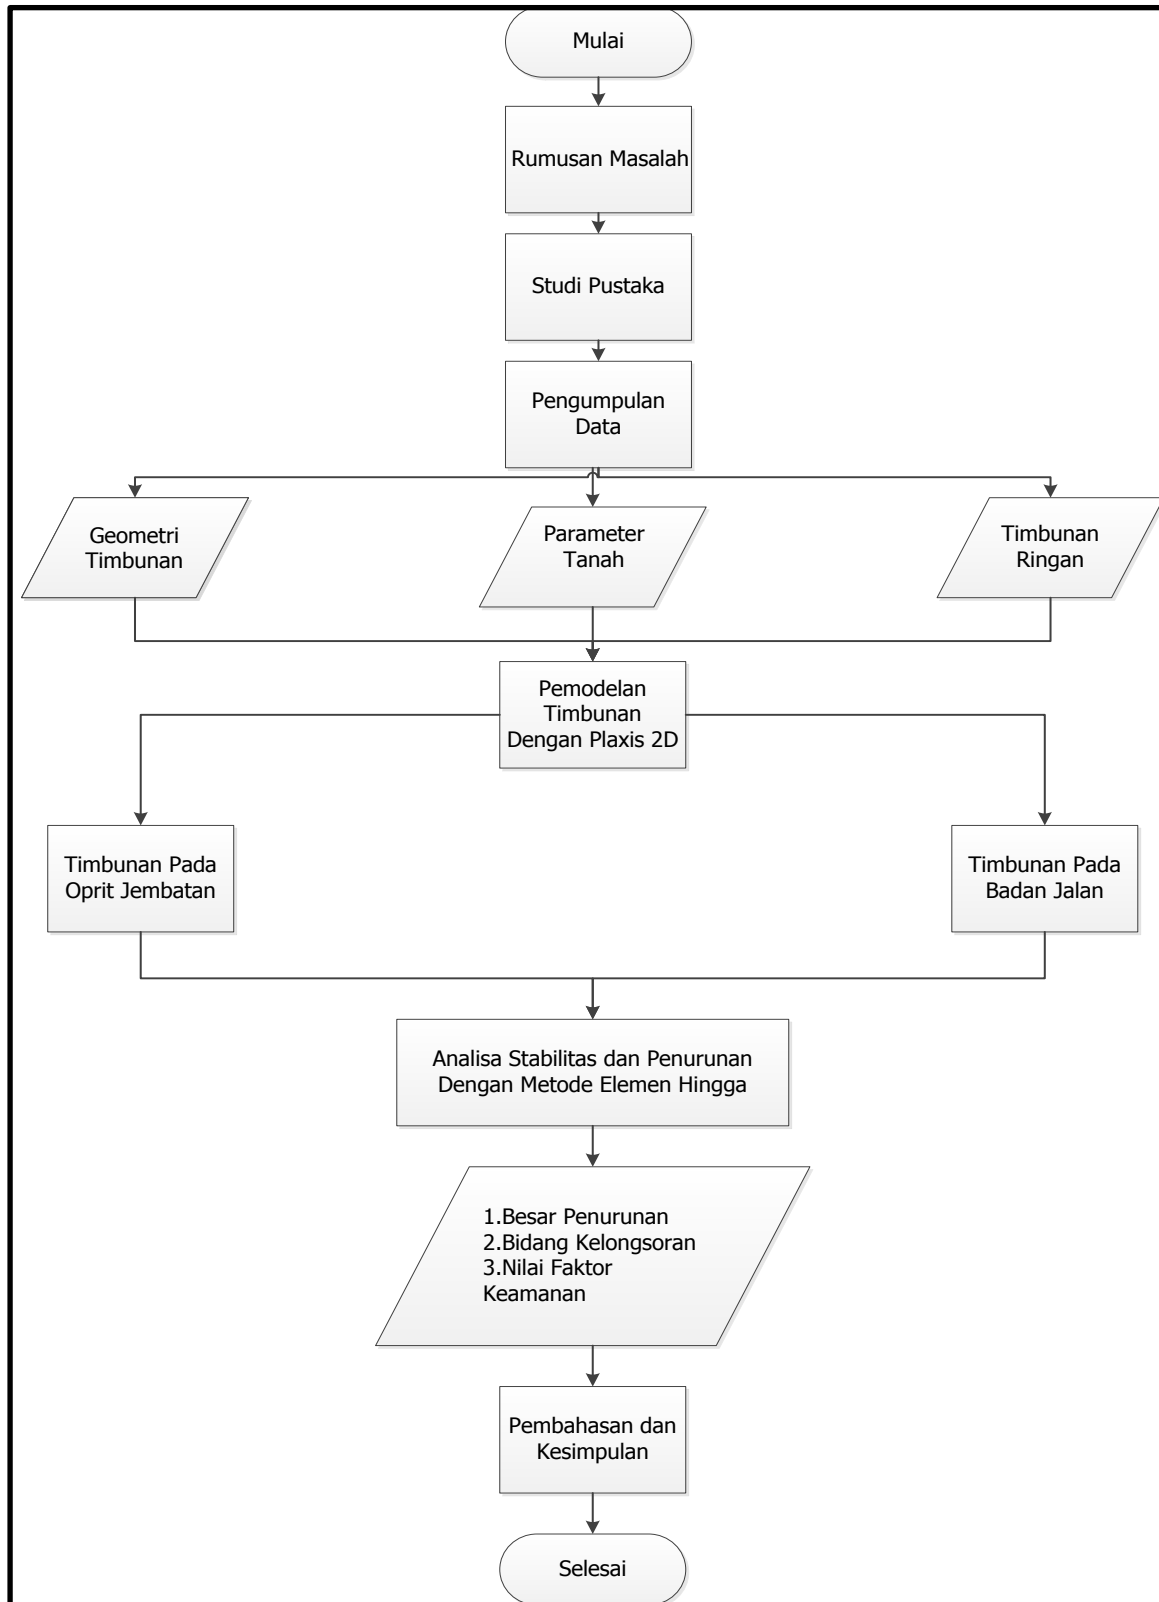 Mulai
Rumusan Masalah
Studi Pustaka
Pengumpulan
Data
Geometri
Timbunan
Parameter
Tanah
Timbunan
Ringan
Pemodelan
Timbunan
Dengan Plaxis 2D
Timbunan Pada
Oprit Jembatan
Timbunan Pada
Badan Jalan
Analisa Stabilitas dan Penurunan
Dengan Metode Elemen Hingga
1.Besar Penurunan
2.Bidang Kelongsoran
3.Nilai Faktor
Keamanan
Pembahasan dan
Kesimpulan
Selesai